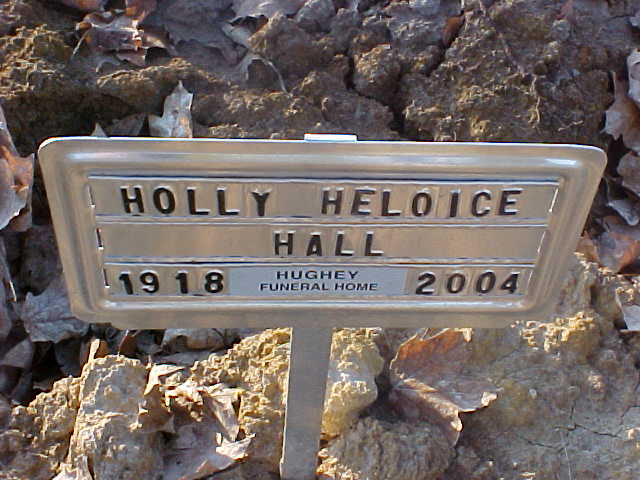 HOLLY HELOICE
HALL
1918 HUGHEY FUNERAL HOME 2004